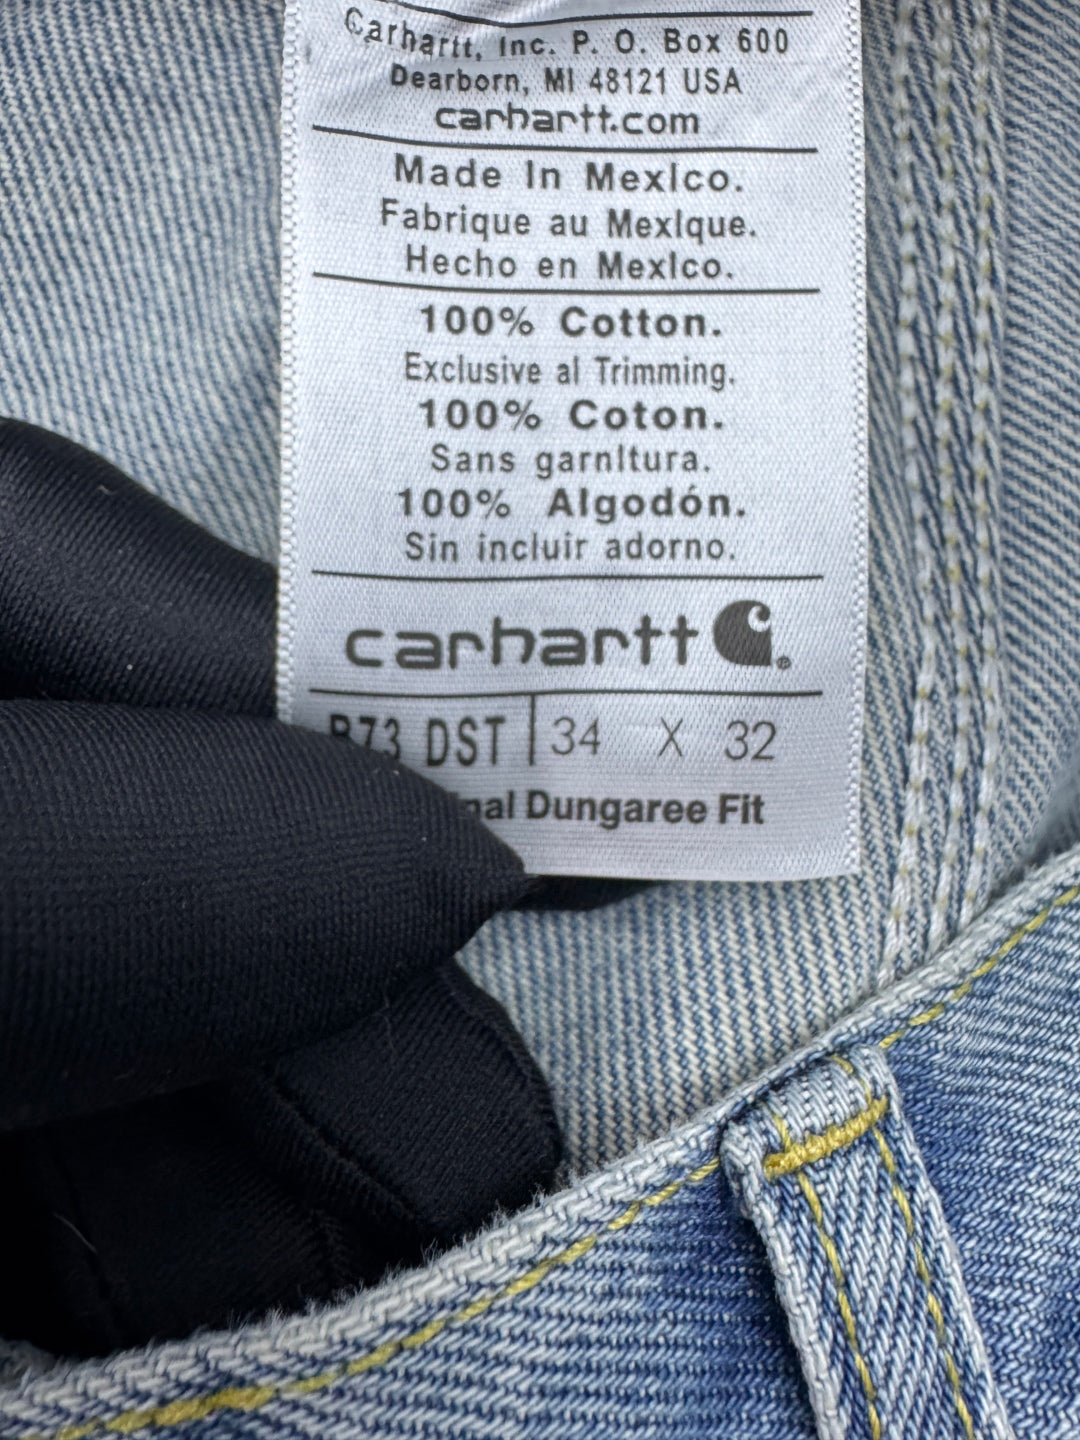 Carhartt, Inc. P. O. Box 600
Dearborn, MI 48121 USA
carhartt.com
Made In Mexico.
Fabrique au Mexique.
Hecho en Mexico.
100% Cotton.
Exclusive al Trimming.
100% Coton.
Sans garnitura.
100% Algodón.
Sin incluir adorno.
carhartt ®
B73 DST 34 X 32
Dungaree Fit